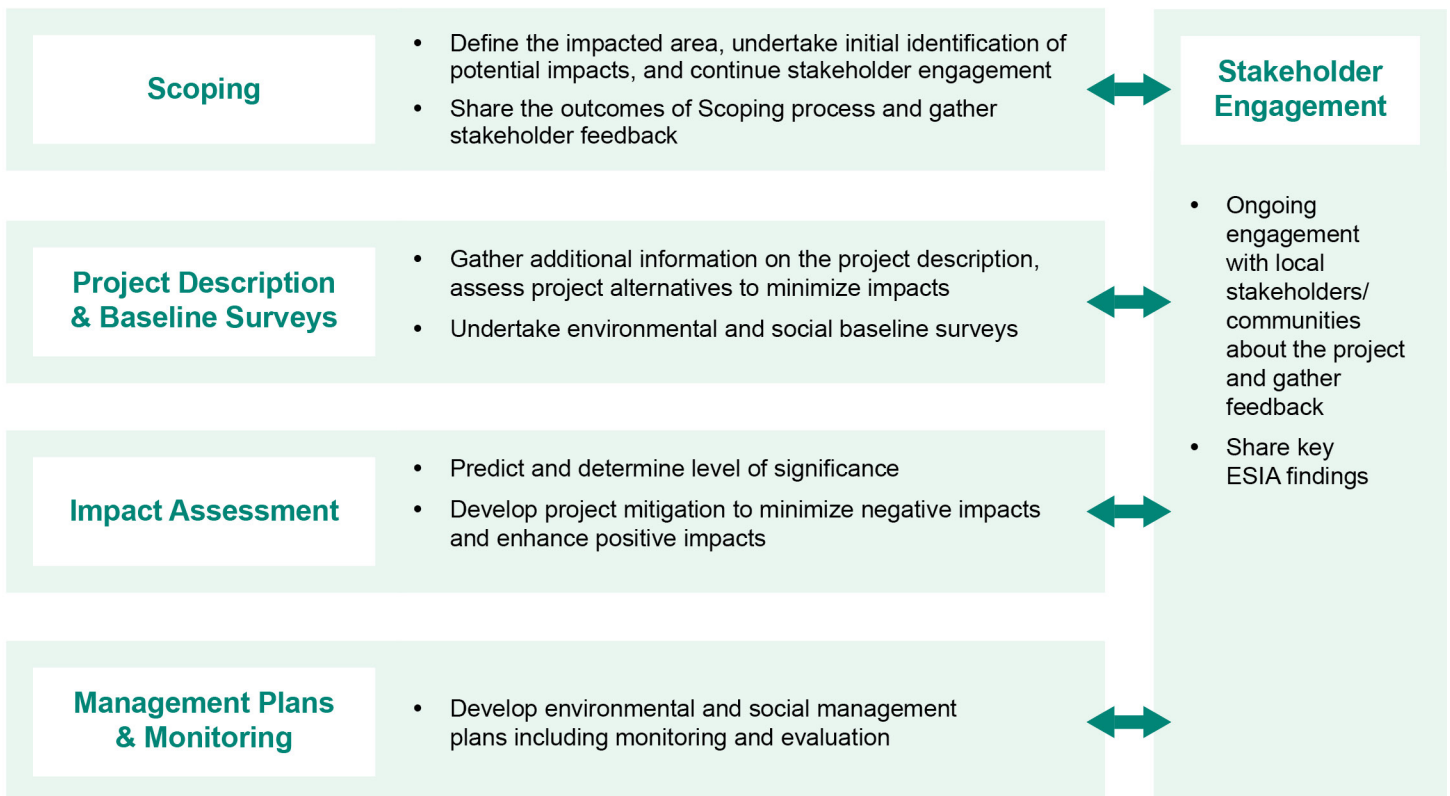 Scoping
• Define the impacted area, undertake initial identification of
potential impacts, and continue stakeholder engagement
• Share the outcomes of Scoping process and gather
stakeholder feedback
Project Description
& Baseline Surveys
• Gather additional information on the project description,
assess project alternatives to minimize impacts
• Undertake environmental and social baseline surveys
Impact Assessment
• Predict and determine level of significance
• Develop project mitigation to minimize negative impacts
and enhance positive impacts
Management Plans
& Monitoring
• Develop environmental and social management
plans including monitoring and evaluation
Stakeholder
Engagement
• Ongoing
engagement
with local
stakeholders/
communities
about the project
and gather
feedback
• Share key
ESIA findings